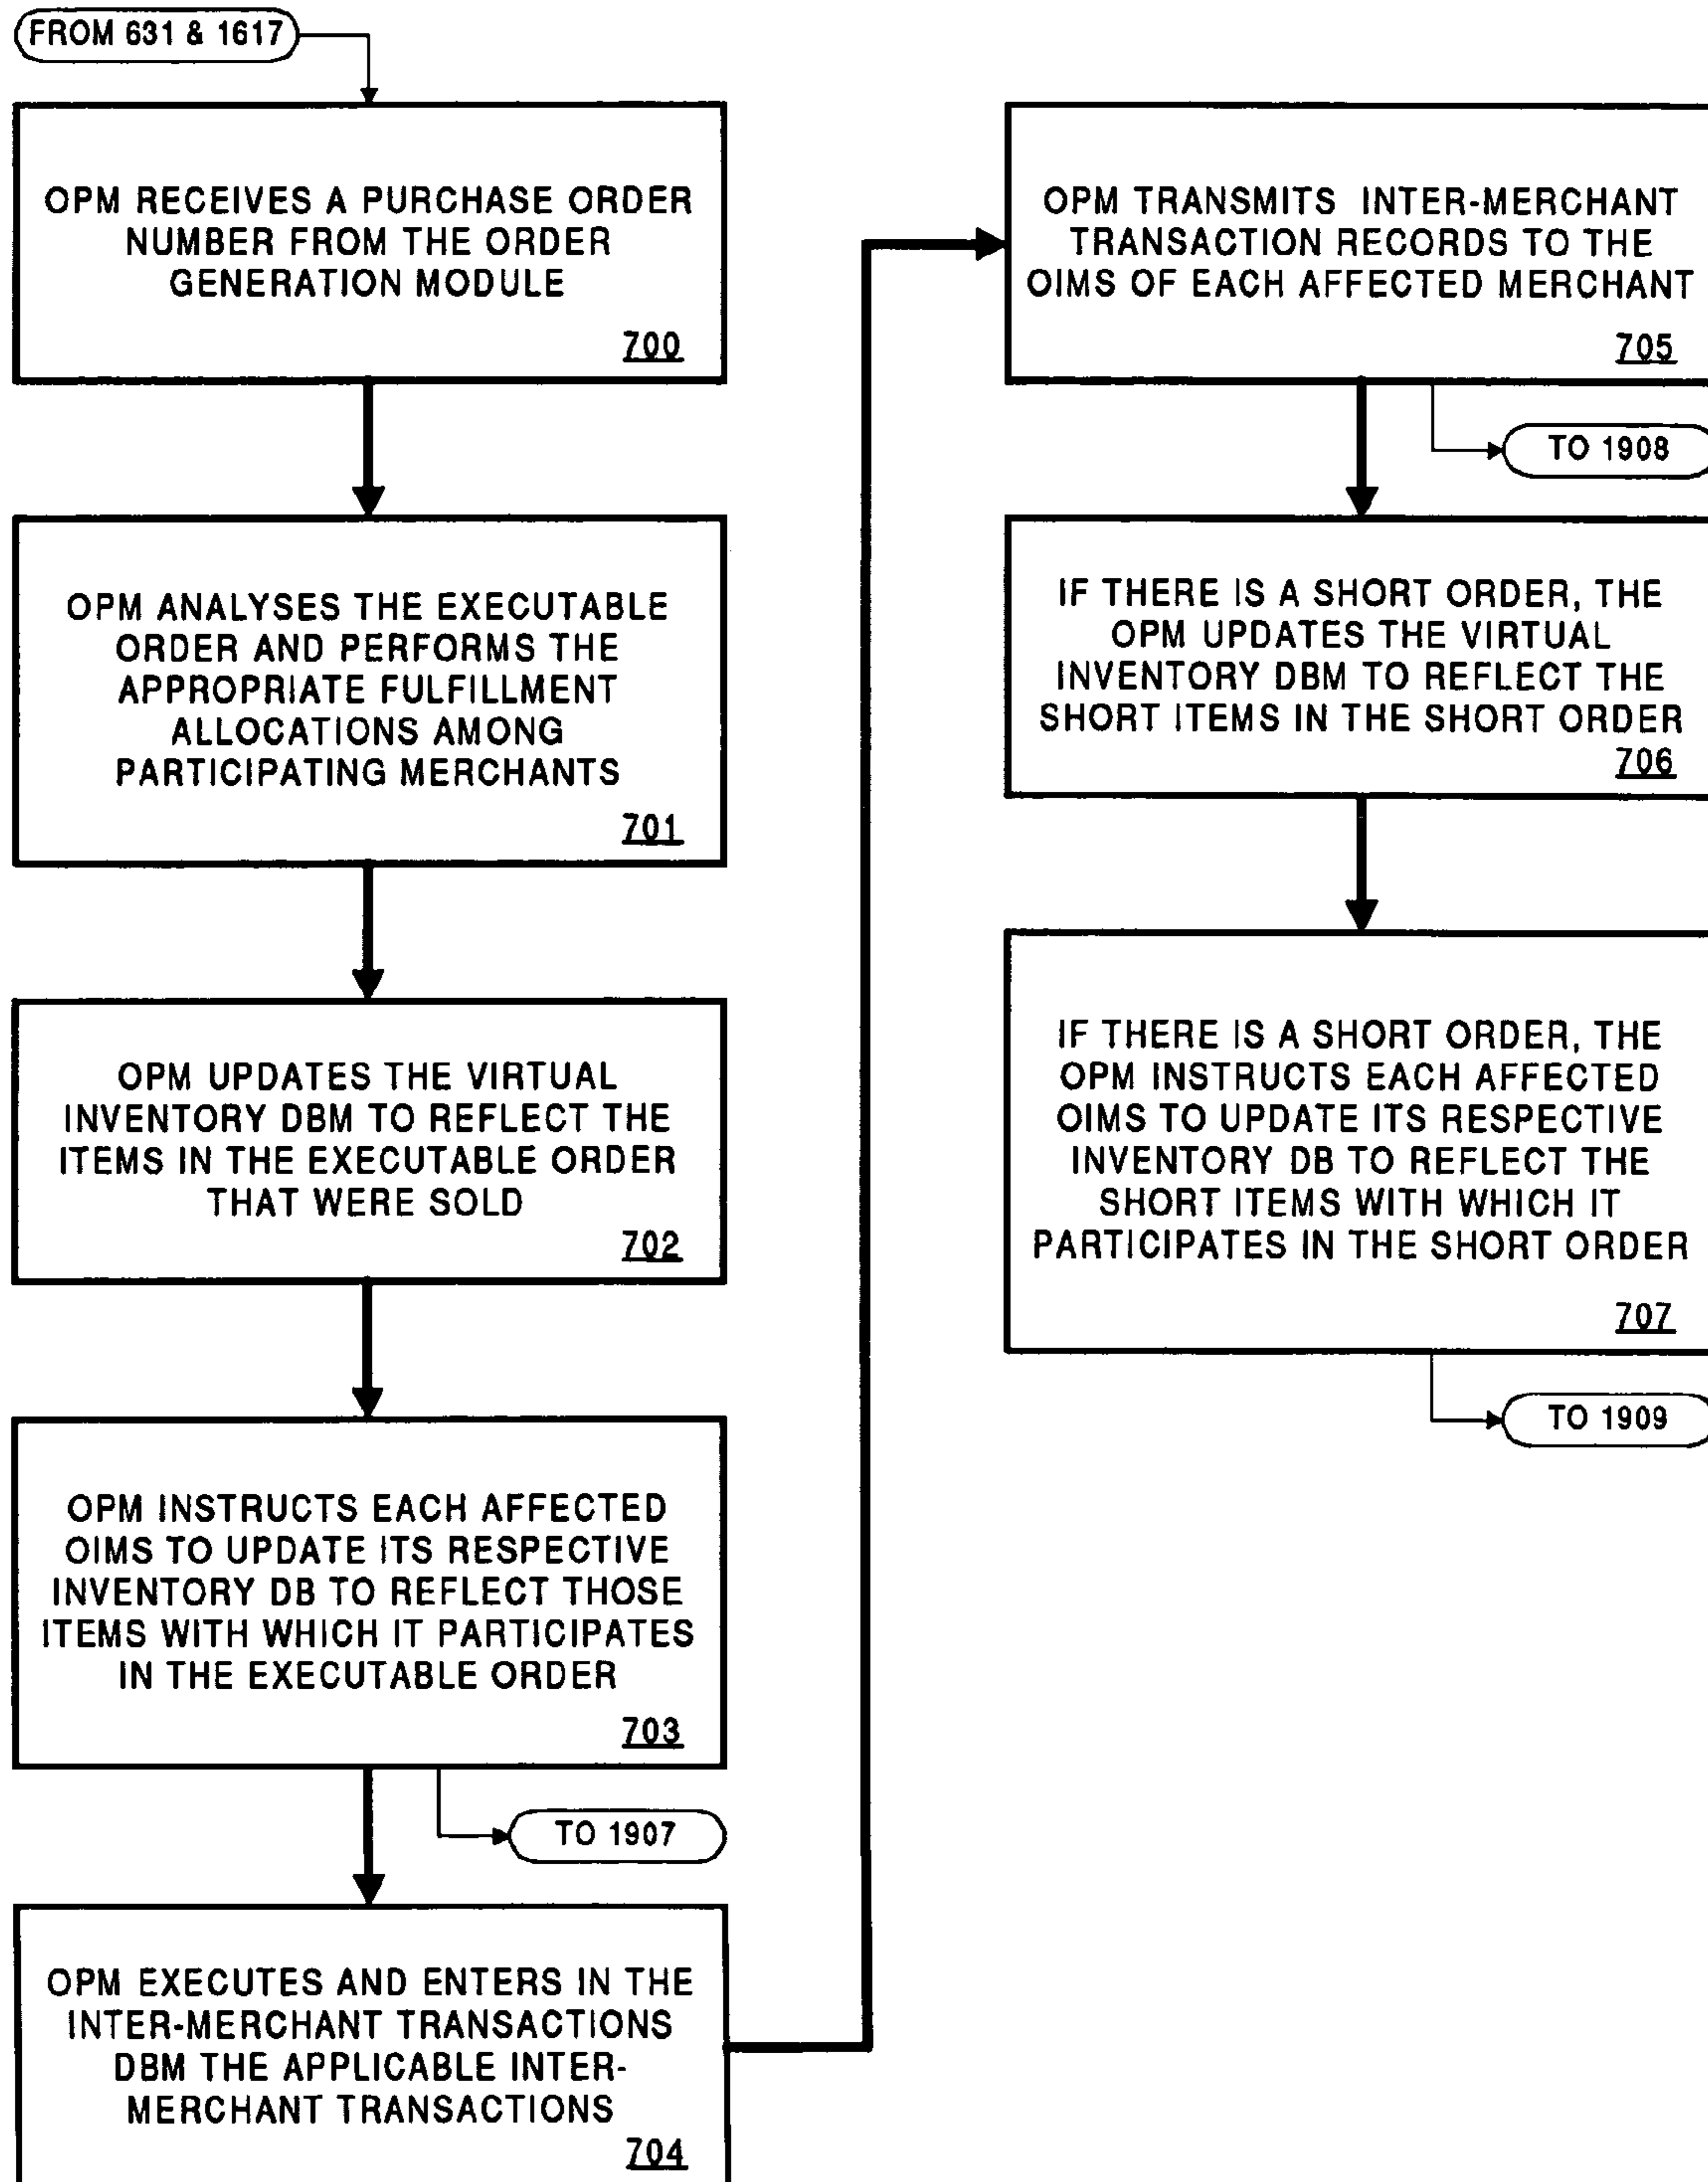 FROM 631 & 1617
OPM RECEIVES A PURCHASE ORDER
NUMBER FROM THE ORDER
GENERATION MODULE
700
OPM ANALYSES THE EXECUTABLE
ORDER AND PERFORMS THE
APPROPRIATE FULFILLMENT
ALLOCATIONS AMONG
PARTICIPATING MERCHANTS
701
OPM UPDATES THE VIRTUAL
INVENTORY DBM TO REFLECT THE
ITEMS IN THE EXECUTABLE ORDER
THAT WERE SOLD
702
OPM INSTRUCTS EACH AFFECTED
OIMS TO UPDATE ITS RESPECTIVE
INVENTORY DB TO REFLECT THOSE
ITEMS WITH WHICH IT PARTICIPATES
IN THE EXECUTABLE ORDER
703
TO 1907
OPM EXECUTES AND ENTERS IN THE
INTER-MERCHANT TRANSACTIONS
DBM THE APPLICABLE INTER-
MERCHANT TRANSACTIONS
704
OPM TRANSMITS INTER-MERCHANT
TRANSACTION RECORDS TO THE
OIMS OF EACH AFFECTED MERCHANT
705
TO 1908
IF THERE IS A SHORT ORDER, THE
OPM UPDATES THE VIRTUAL
INVENTORY DBM TO REFLECT THE
SHORT ITEMS IN THE SHORT ORDER
706
IF THERE IS A SHORT ORDER, THE
OPM INSTRUCTS EACH AFFECTED
OIMS TO UPDATE ITS RESPECTIVE
INVENTORY DB TO REFLECT THE
SHORT ITEMS WITH WHICH IT
PARTICIPATES IN THE SHORT ORDER
707
TO 1909